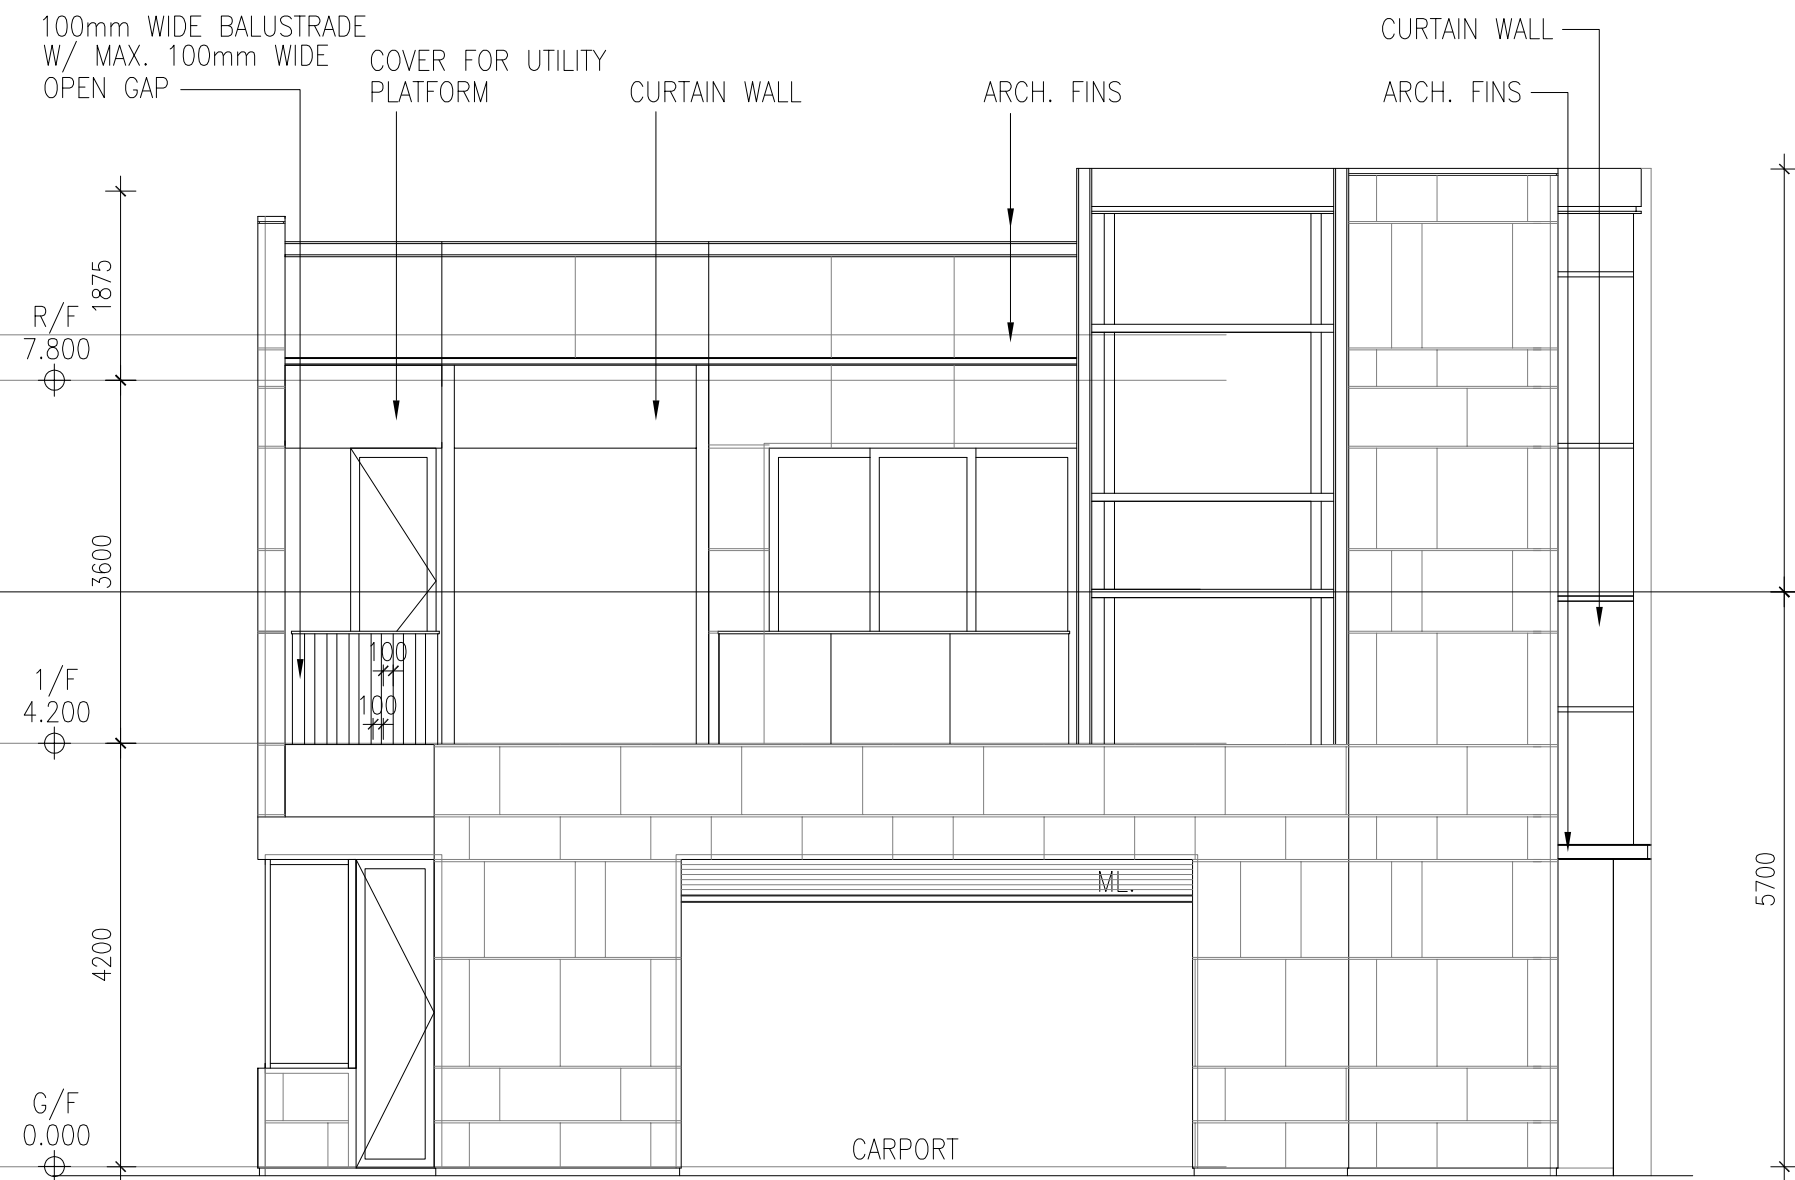 100mm WIDE BALUSTRADE
W/ MAX. 100mm WIDE
OPEN GAP
COVER FOR UTILITY
PLATFORM
CURTAIN WALL
ARCH. FINS
CURTAIN WALL
ARCH. FINS
1875
R/F
7.800
3600
100
1/F
4.200
100
ML.
5700
4200
G/F
0.000
CARPORT